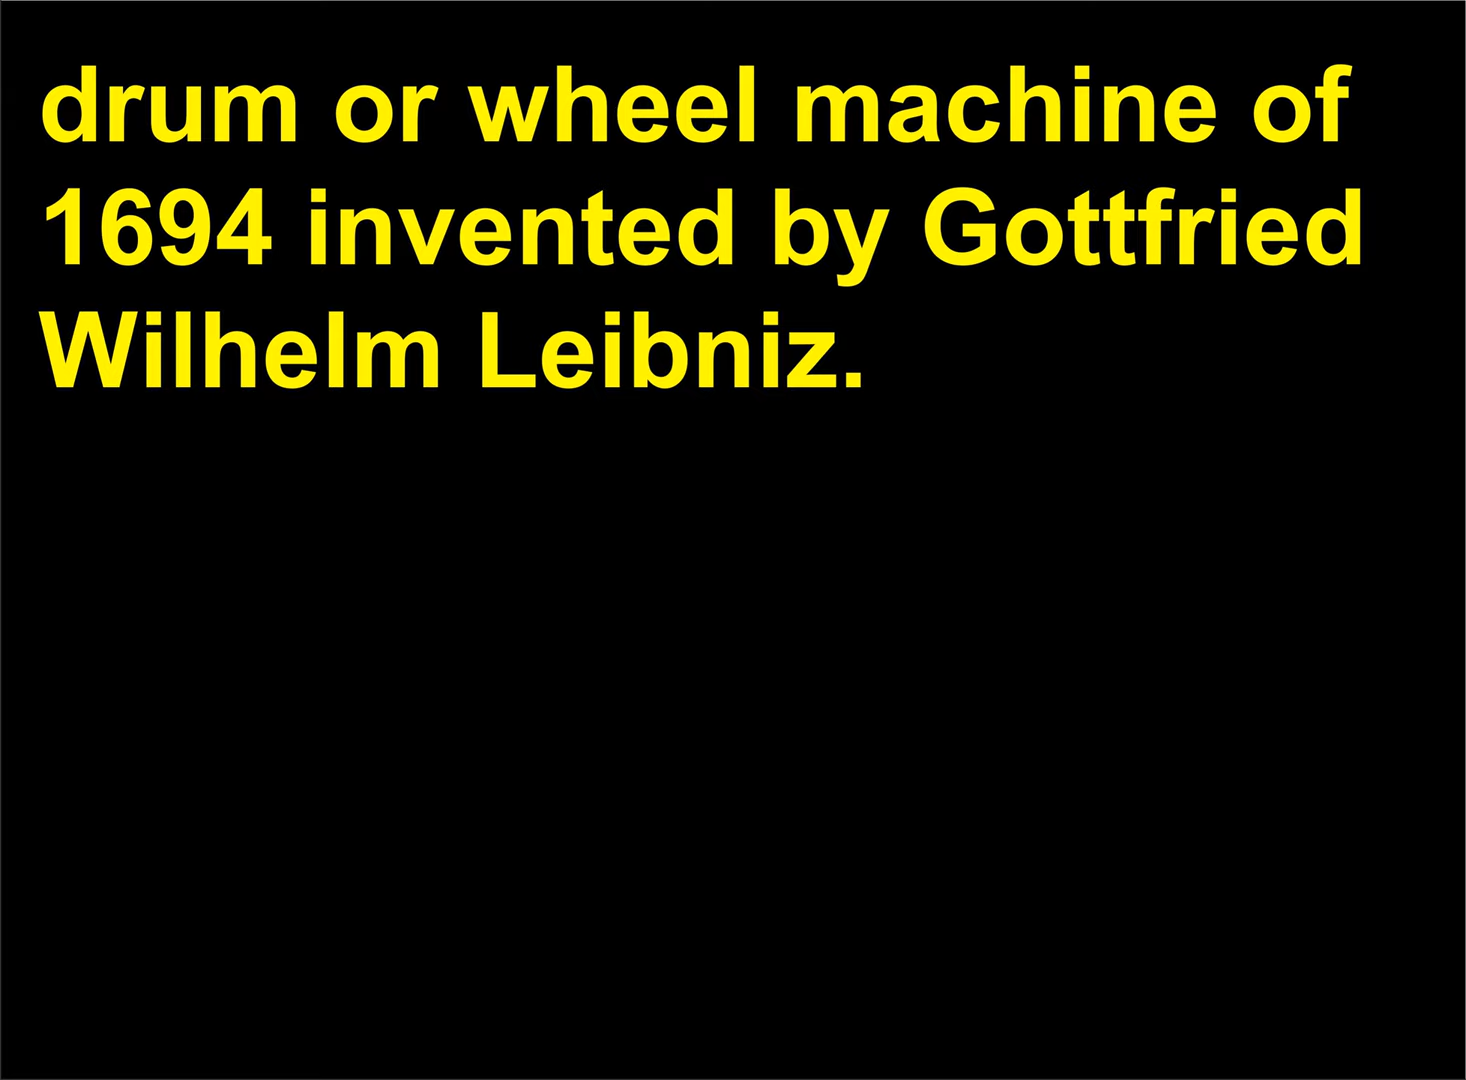 drum or wheel machine of
1694 invented by Gottfried
Wilhelm Leibniz.